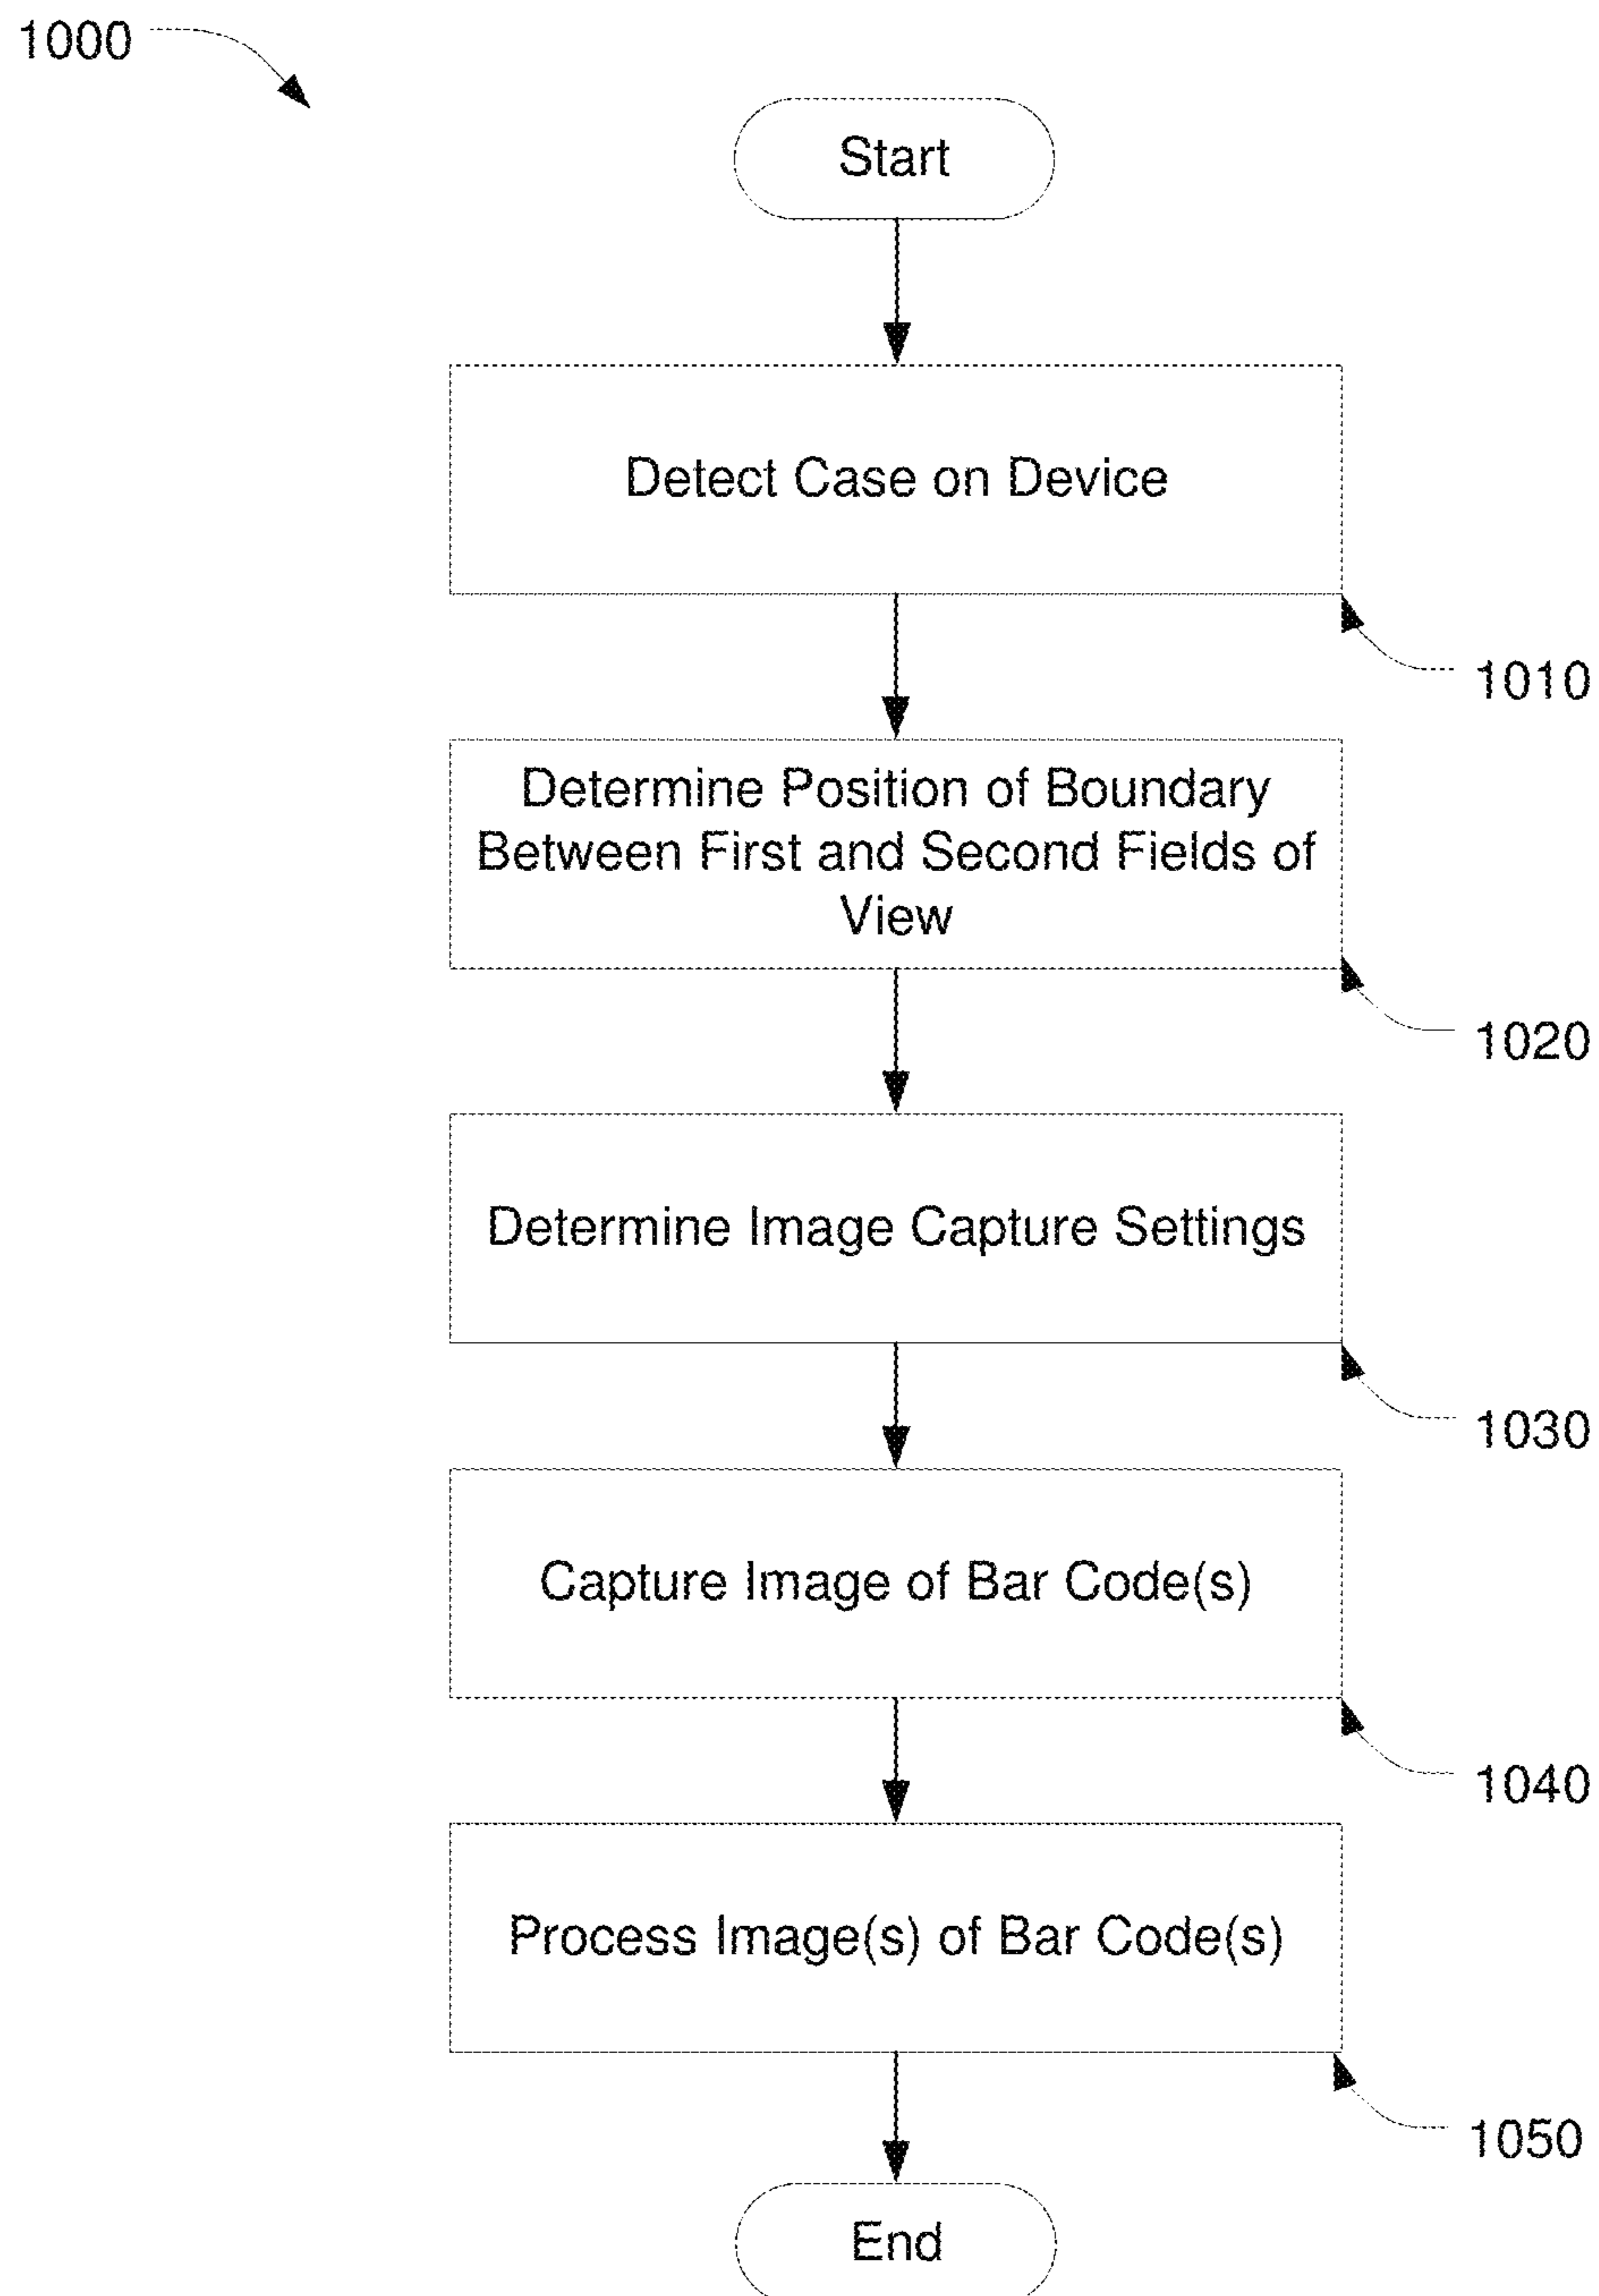 1000
Start
Detect Case on Device
1010
Determine Position of Boundary
Between First and Second Fields of
View
1020
Determine Image Capture Settings
1030
Capture Image of Bar Code(s)
1040
Process Image(s) of Bar Code(s)
1050
End